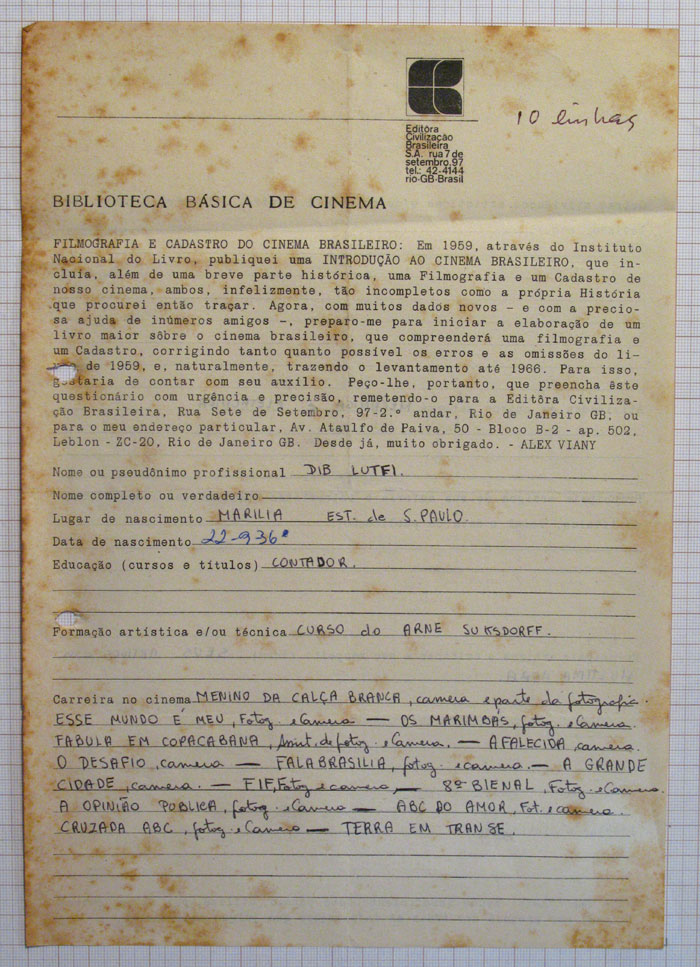 10 linhas
Editôra
Civilização
Brasileira
S.A. rua 7 de
setembro, 97
tel.: 42-4144
rio·GB·Brasil
BIBLIOTECA BÁSICA DE CINEMA
FILMOGRAFIA E CADASTRO DO CINEMA BRASILEIRO: Em 1959, através do Instituto
Nacional do Livro, publiquei uma INTRODUÇÃO AO CINEMA BRASILEIRO, que in-
cluía, além de uma breve parte histórica, uma Filmografia e um Cadastro de
nosso cinema, ambos, infelizmente, tão incompletos como a própria História
que procurei então traçar. Agora, com muitos dados novos - e com a precio-
sa ajuda de inúmeros amigos -, preparo-me para iniciar a elaboração de um
livro maior sôbre o cinema brasileiro, que compreenderá uma filmografia e
um Cadastro, corrigindo tanto quanto possível os erros e as omissões do li-
de 1959, e, naturalmente, trazendo o levantamento até 1966. Para isso,
gostaria de contar com seu auxílio. Peço-lhe, portanto, que preencha êste
questionário com urgência e precisão, remetendo-o para a Editôra Civiliza-
ção Brasileira, Rua Sete de Setembro, 97-2.º andar, Rio de Janeiro GB, ou
para o meu endereço particular, Av. Ataulfo de Paiva, 50 - Bloco B-2 - ap. 502,
Leblon - ZC-20, Rio de Janeiro GB. Desde já, muito obrigado. - ALEX VIANY
Nome ou pseudônimo profissional DIB LUTFI.
Nome completo ou verdadeiro
Lugar de nascimento MARILIA EST. de S. PAULO.
Data de nascimento 22-9-36
Educação (cursos e títulos) CONTADOR.
Formação artística e/ou técnica CURSO do ARNE SUKSDORFF.
Carreira no cinema MENINO DA CALÇA BRANCA, camera e parte da fotografia.
ESSE MUNDO E' MEU, Fotog. e Camera — OS MARIMBAS, fotog. e Camera.
FABULA EM COPACABANA, Assist. de fotog. e Camera. — A FALECIDA, camera.
O DESAFIO, camera — FALA BRASILIA, fotog. e camera. — A GRANDE
CIDADE, camera. — FIF, Fotog e camera, — 8º BIENAL, Fotog. e Camera.
A OPINIÃO PUBLICA, fotog. e Camera — ABC DO AMOR, Fot. e camera.
CRUZADA ABC, fotog. e Camera — TERRA EM TRANSE.